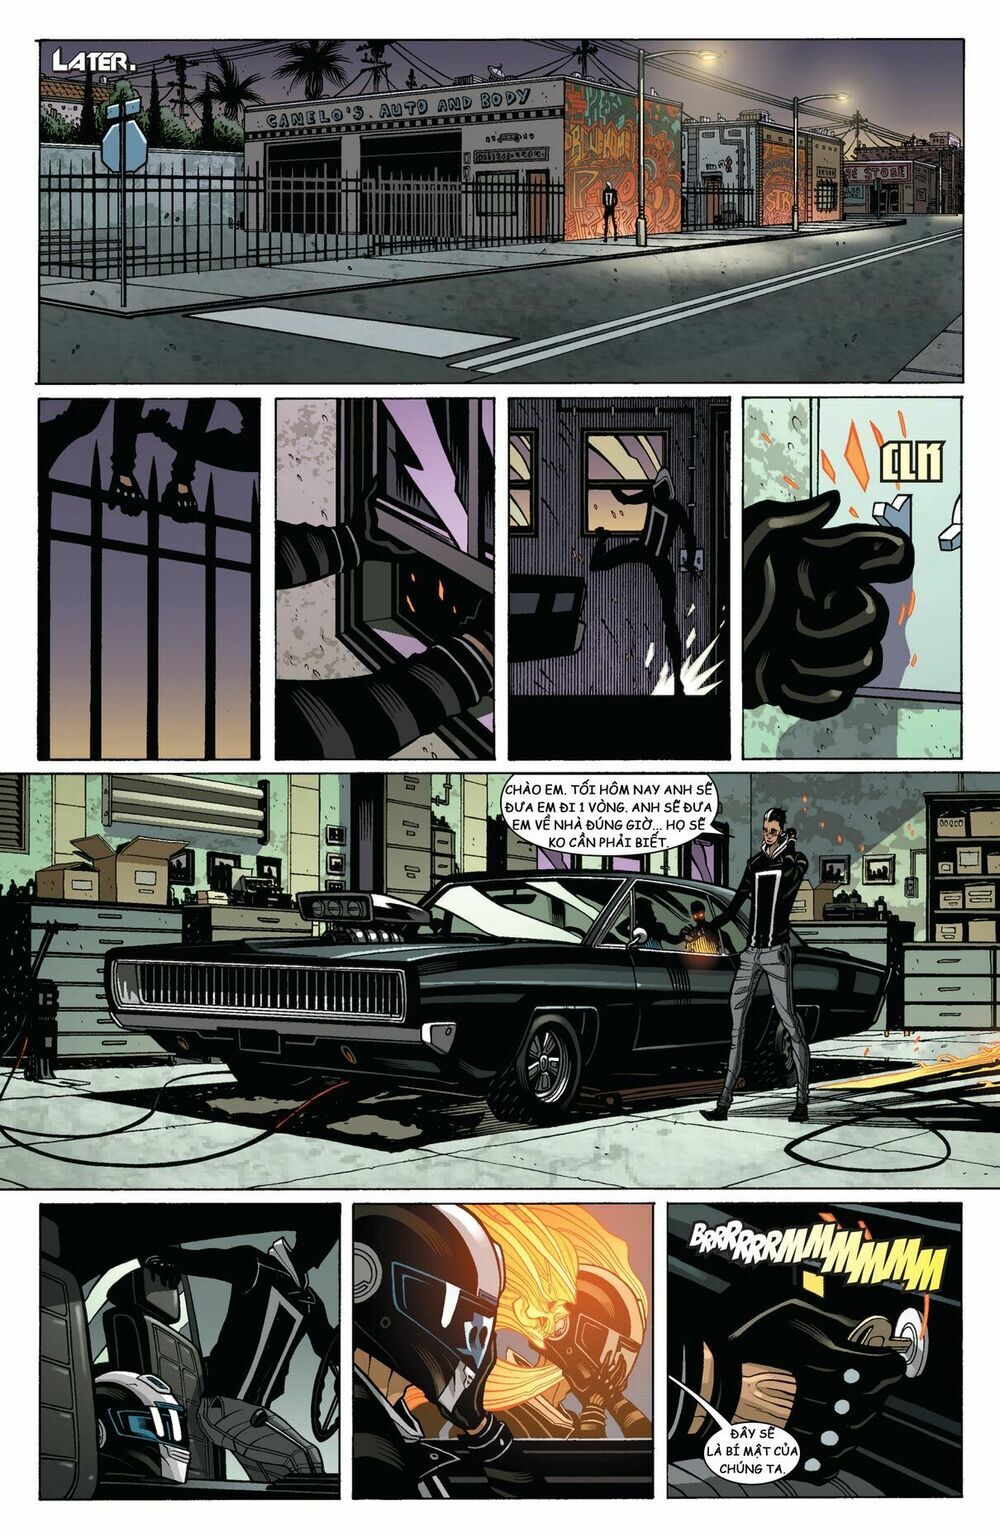 LATER.
CANELO'S AUTO AND BODY
STORE
CLK
CHÀO EM. TỐI HÔM NAY ANH SẼ
ĐƯA EM ĐI 1 VÒNG. ANH SẼ ĐƯA
EM VỀ NHÀ ĐÚNG GIỜ... HỌ SẼ
KO CẦN PHẢI BIẾT.
BRRRRRRMMMMMMM
ĐÂY SẼ
LÀ BÍ MẬT CỦA
CHÚNG TA.